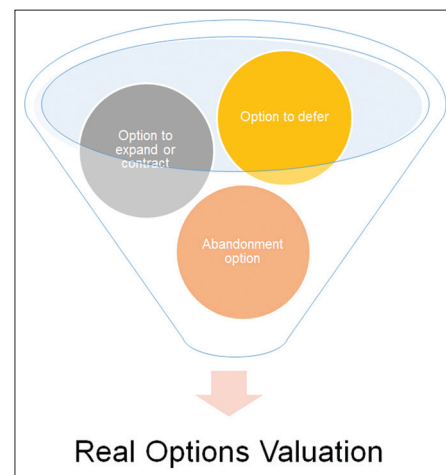 Option to defer
Option to
expand or
contract
Abandonment
option
Real Options Valuation